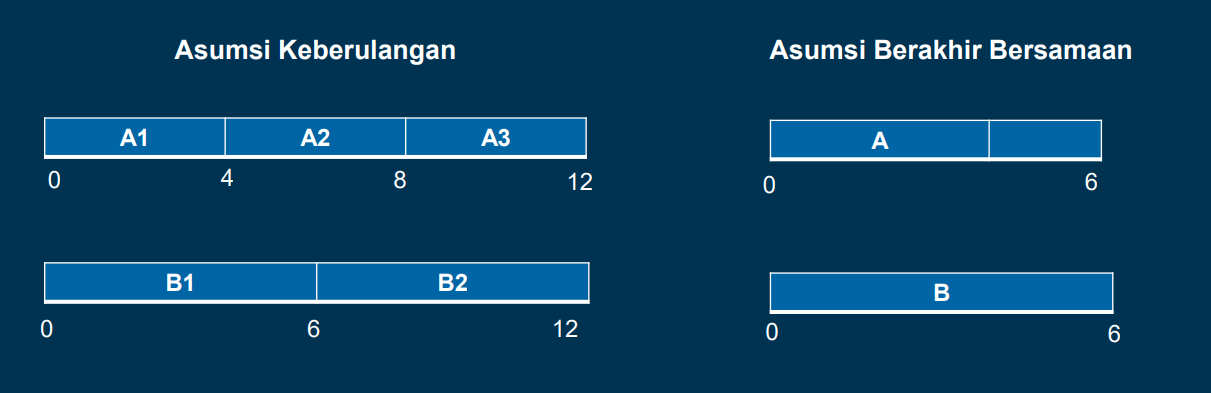 Asumsi Keberulangan
A1 A2 A3
0 4 8 12
B1 B2
0 6 12
Asumsi Berakhir Bersamaan
A
0 6
B
0 6